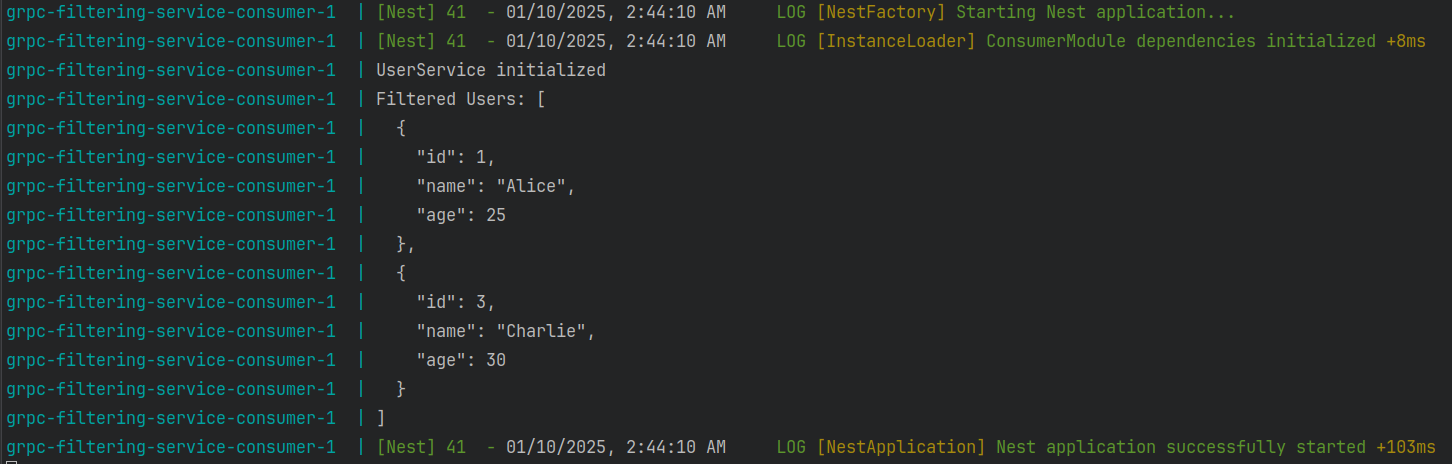 grpc-filtering-service-consumer-1  | [Nest] 41  - 01/10/2025, 2:44:10 AM     LOG [NestFactory] Starting Nest application...
grpc-filtering-service-consumer-1  | [Nest] 41  - 01/10/2025, 2:44:10 AM     LOG [InstanceLoader] ConsumerModule dependencies initialized +8ms
grpc-filtering-service-consumer-1  | UserService initialized
grpc-filtering-service-consumer-1  | Filtered Users: [
grpc-filtering-service-consumer-1  |   {
grpc-filtering-service-consumer-1  |     "id": 1,
grpc-filtering-service-consumer-1  |     "name": "Alice",
grpc-filtering-service-consumer-1  |     "age": 25
grpc-filtering-service-consumer-1  |   },
grpc-filtering-service-consumer-1  |   {
grpc-filtering-service-consumer-1  |     "id": 3,
grpc-filtering-service-consumer-1  |     "name": "Charlie",
grpc-filtering-service-consumer-1  |     "age": 30
grpc-filtering-service-consumer-1  |   }
grpc-filtering-service-consumer-1  | ]
grpc-filtering-service-consumer-1  | [Nest] 41  - 01/10/2025, 2:44:10 AM     LOG [NestApplication] Nest application successfully started +103ms